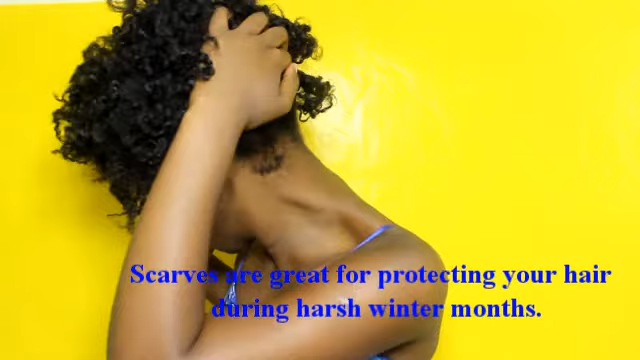 Scarves are great for protecting your hair
during harsh winter months.